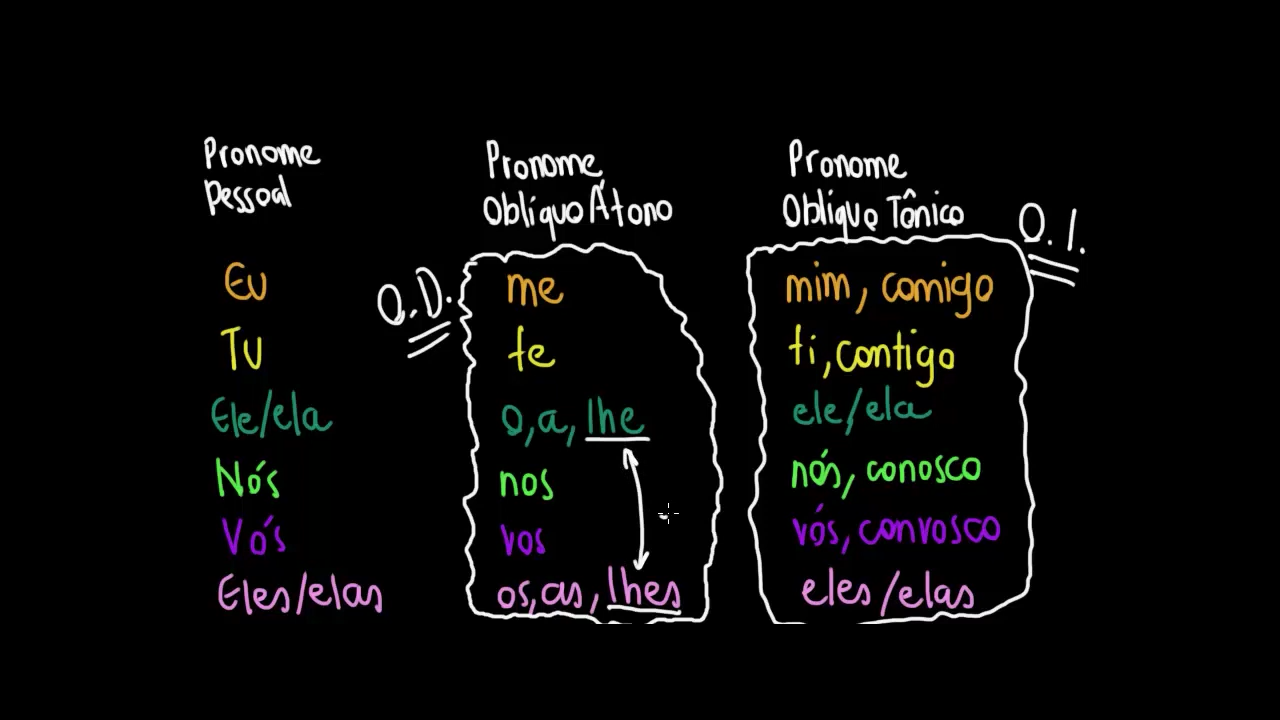 Pronome Pessoal
Pronome Oblíquo Átono
Pronome Oblíquo Tônico
O.D.
O.I.
Eu me mim, comigo
Tu te ti, contigo
Ele/ela o, a, lhe ele/ela
Nós nos nós, conosco
Vós vos vós, convosco
Eles/elas os, as, lhes eles/elas